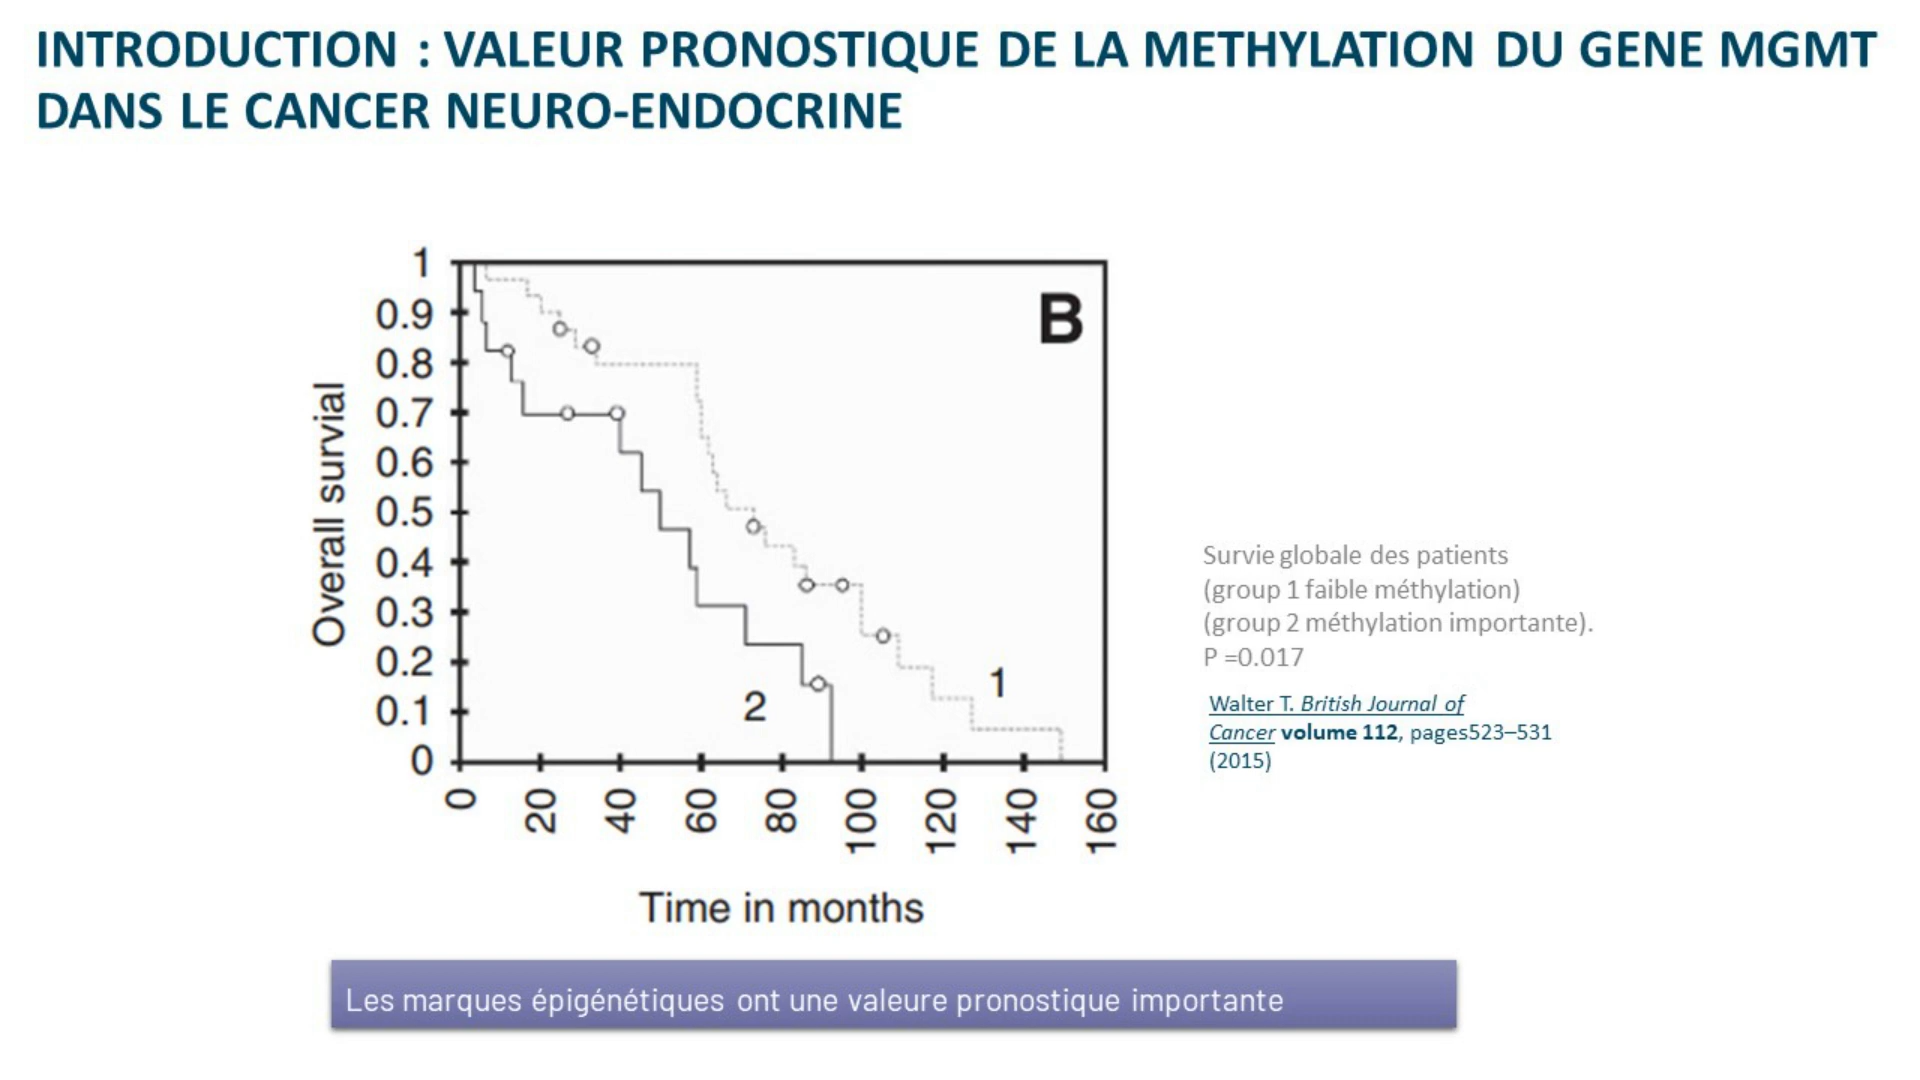 INTRODUCTION : VALEUR PRONOSTIQUE DE LA METHYLATION DU GENE MGMT
DANS LE CANCER NEURO-ENDOCRINE
1
0.9
0.8
0.7
0.6
0.5
0.4
0.3
0.2
0.1
0
Overall survial
B
1
2
0
20
40
60
80
100
120
140
160
Time in months
Survie globale des patients
(group 1 faible méthylation)
(group 2 méthylation importante).
P =0.017
Walter T. British Journal of
Cancer volume 112, pages523–531
(2015)
Les marques épigénétiques ont une valeure pronostique importante